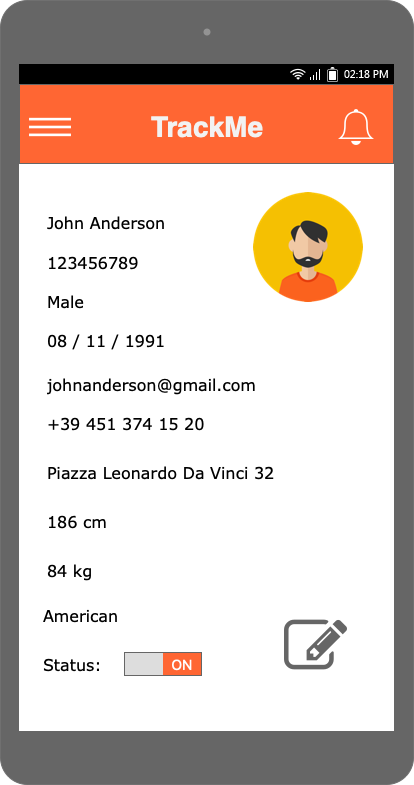 02:18 PM
TrackMe
John Anderson
123456789
Male
08 / 11 / 1991
johnanderson@gmail.com
+39 451 374 15 20
Piazza Leonardo Da Vinci 32
186 cm
84 kg
American
Status: ON